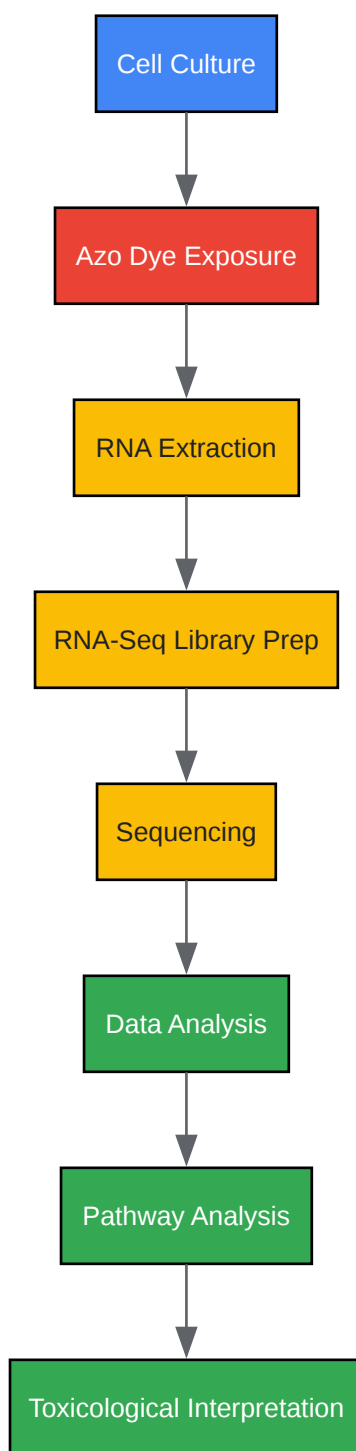 Cell Culture
Azo Dye Exposure
RNA Extraction
RNA-Seq Library Prep
Sequencing
Data Analysis
Pathway Analysis
Toxicological Interpretation